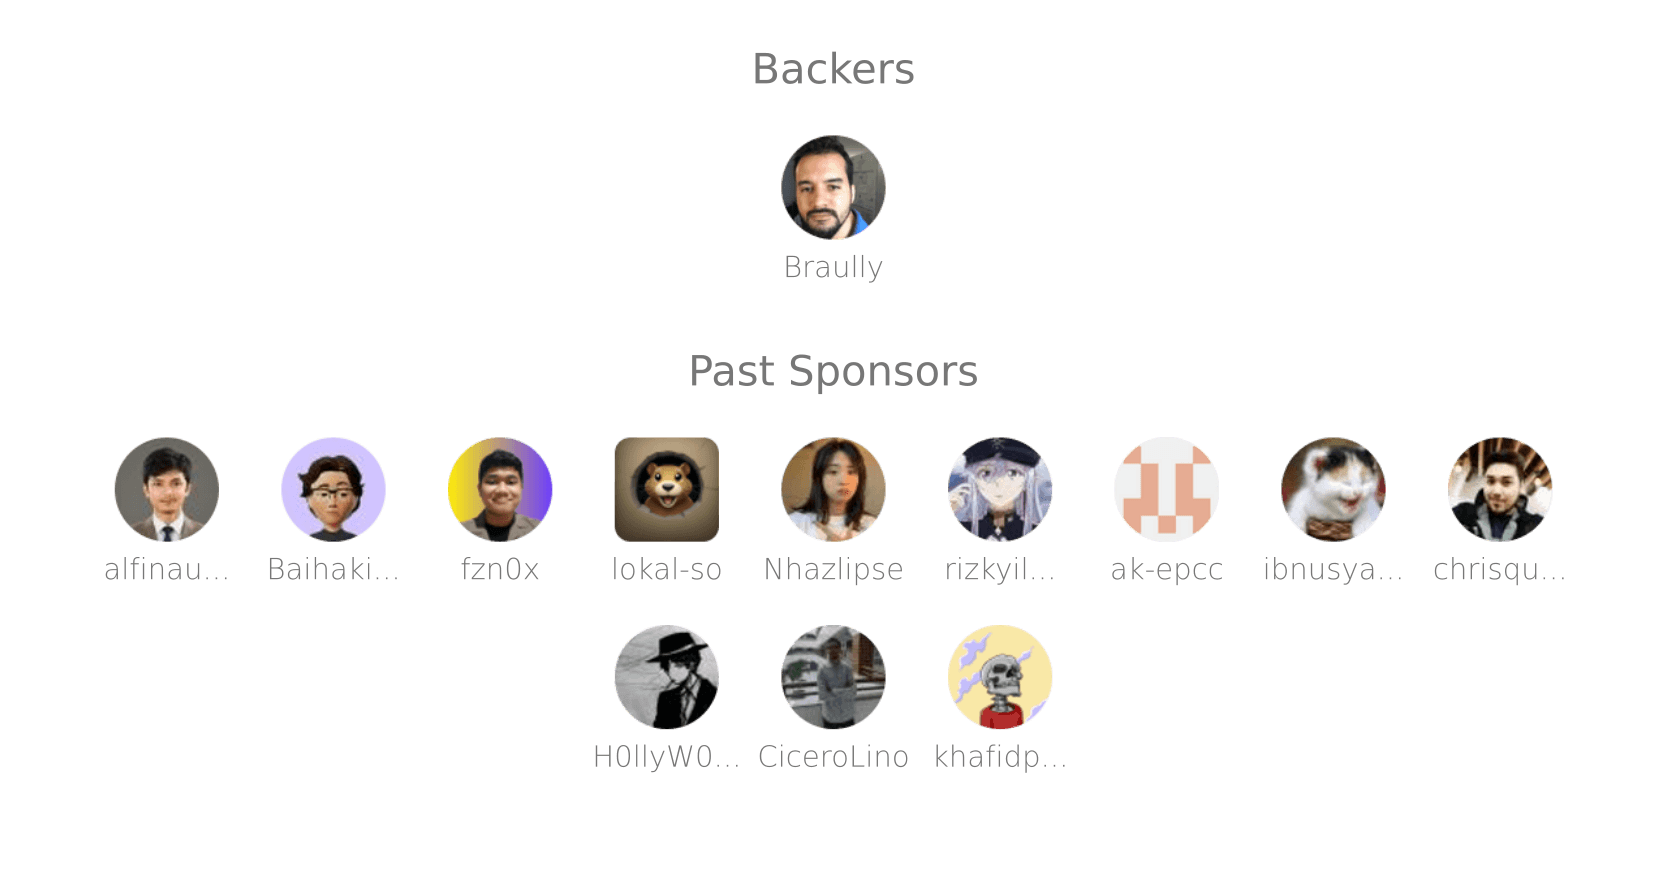 Backers
Braully
Past Sponsors
alfinau... Baihaki... fzn0x lokal-so Nhazlipse rizkyil... ak-epcc ibnusya... chrisqu...
H0llyW0... CiceroLino khafidp...